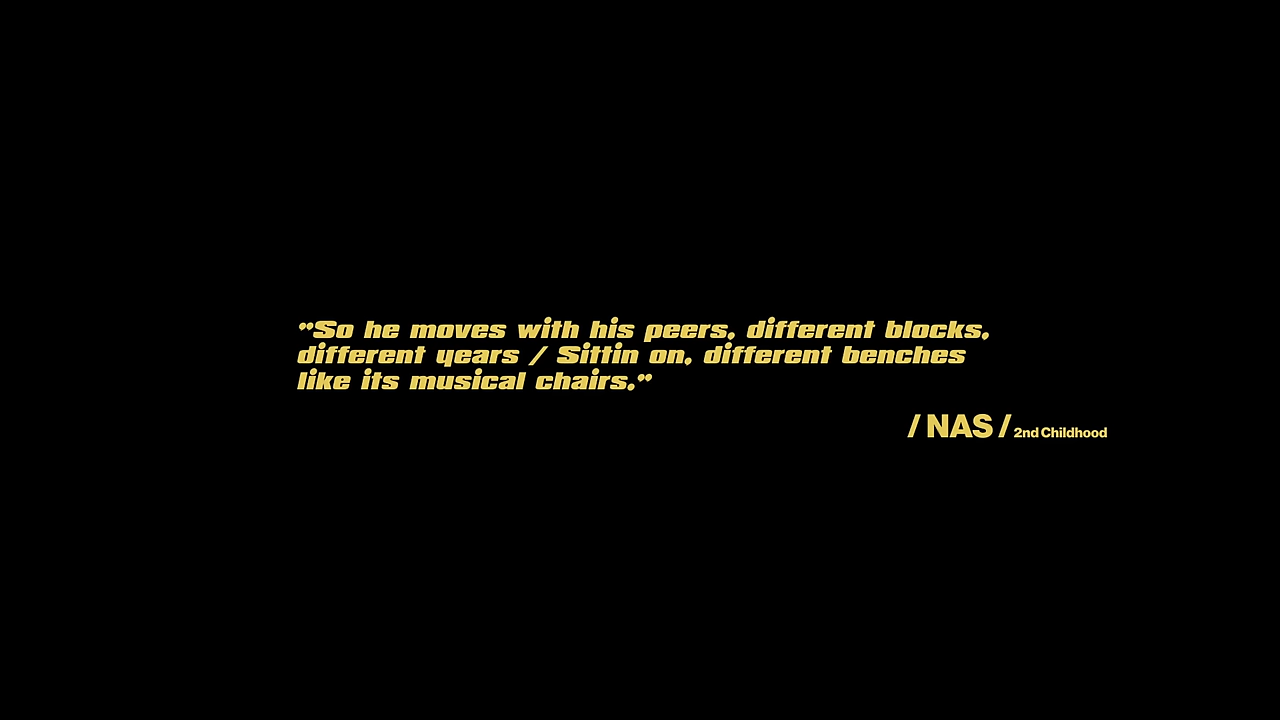 ”So he moves with his peers, different blocks,
different years / Sittin on, different benches
like its musical chairs.”
/ NAS / 2nd Childhood